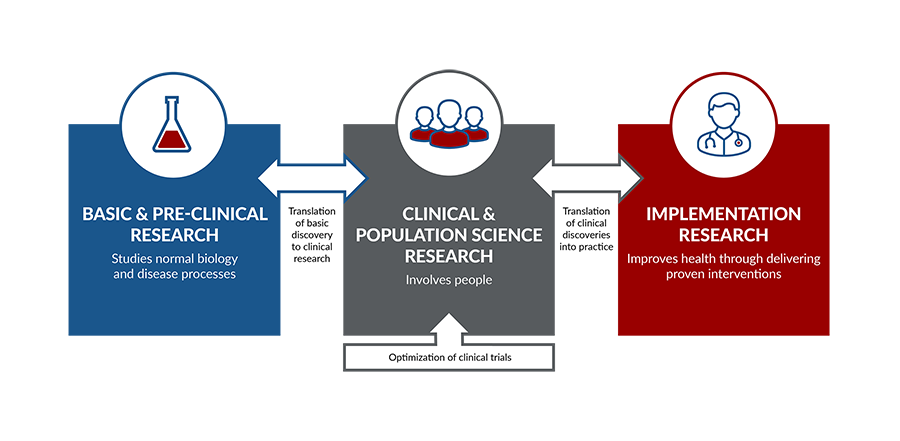 BASIC & PRE-CLINICAL
RESEARCH
Studies normal biology
and disease processes
Translation
of basic
discovery
to clinical
research
CLINICAL &
POPULATION SCIENCE
RESEARCH
Involves people
Translation
of clinical
discoveries
into practice
IMPLEMENTATION
RESEARCH
Improves health through delivering
proven interventions
Optimization of clinical trials